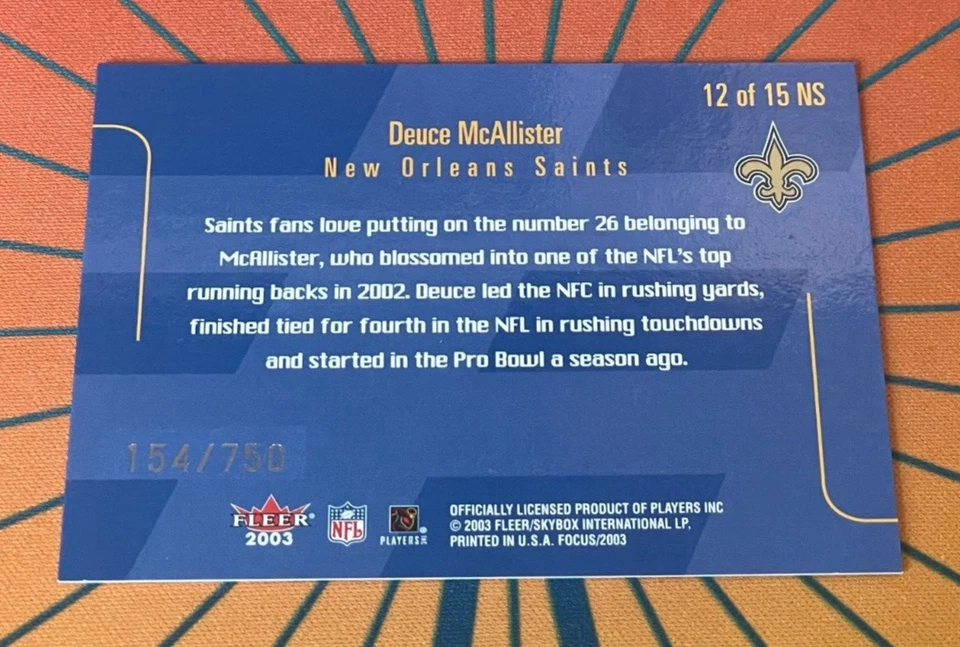 12 of 15 NS
Deuce McAllister
New Orleans Saints
Saints fans love putting on the number 26 belonging to
McAllister, who blossomed into one of the NFL's top
running backs in 2002. Deuce led the NFC in rushing yards,
finished tied for fourth in the NFL in rushing touchdowns
and started in the Pro Bowl a season ago.
154/750
FLEER®
2003
NFL
PLAYERS INC
OFFICIALLY LICENSED PRODUCT OF PLAYERS INC
© 2003 FLEER/SKYBOX INTERNATIONAL LP,
PRINTED IN U.S.A. FOCUS/2003